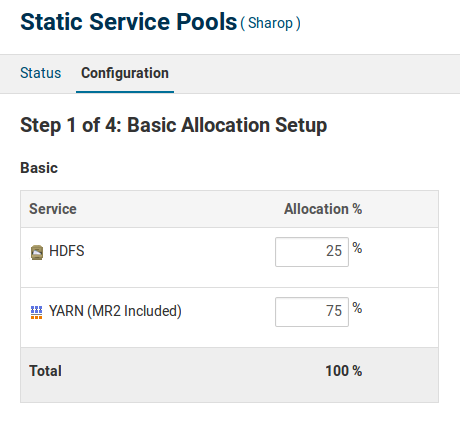 Static Service Pools ( Sharop )
Status Configuration
Step 1 of 4: Basic Allocation Setup
Basic
Service Allocation %
HDFS 25 %
YARN (MR2 Included) 75 %
Total 100 %